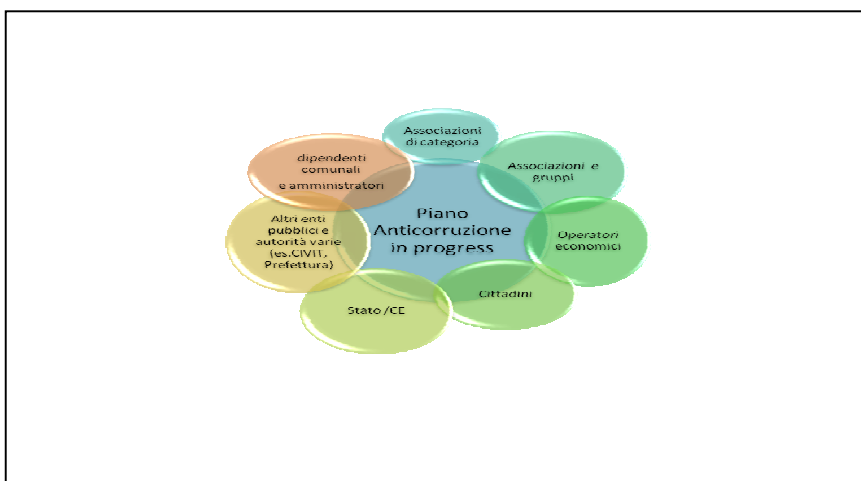 Associazioni
di categoria
Associazioni e
gruppi
Operatori
economici
Cittadini
Stato /CE
Altri enti
pubblici e
autorità varie
(es.CIVIT,
Prefettura)
dipendenti
comunali
e amministratori
Piano
Anticorruzione
in progress